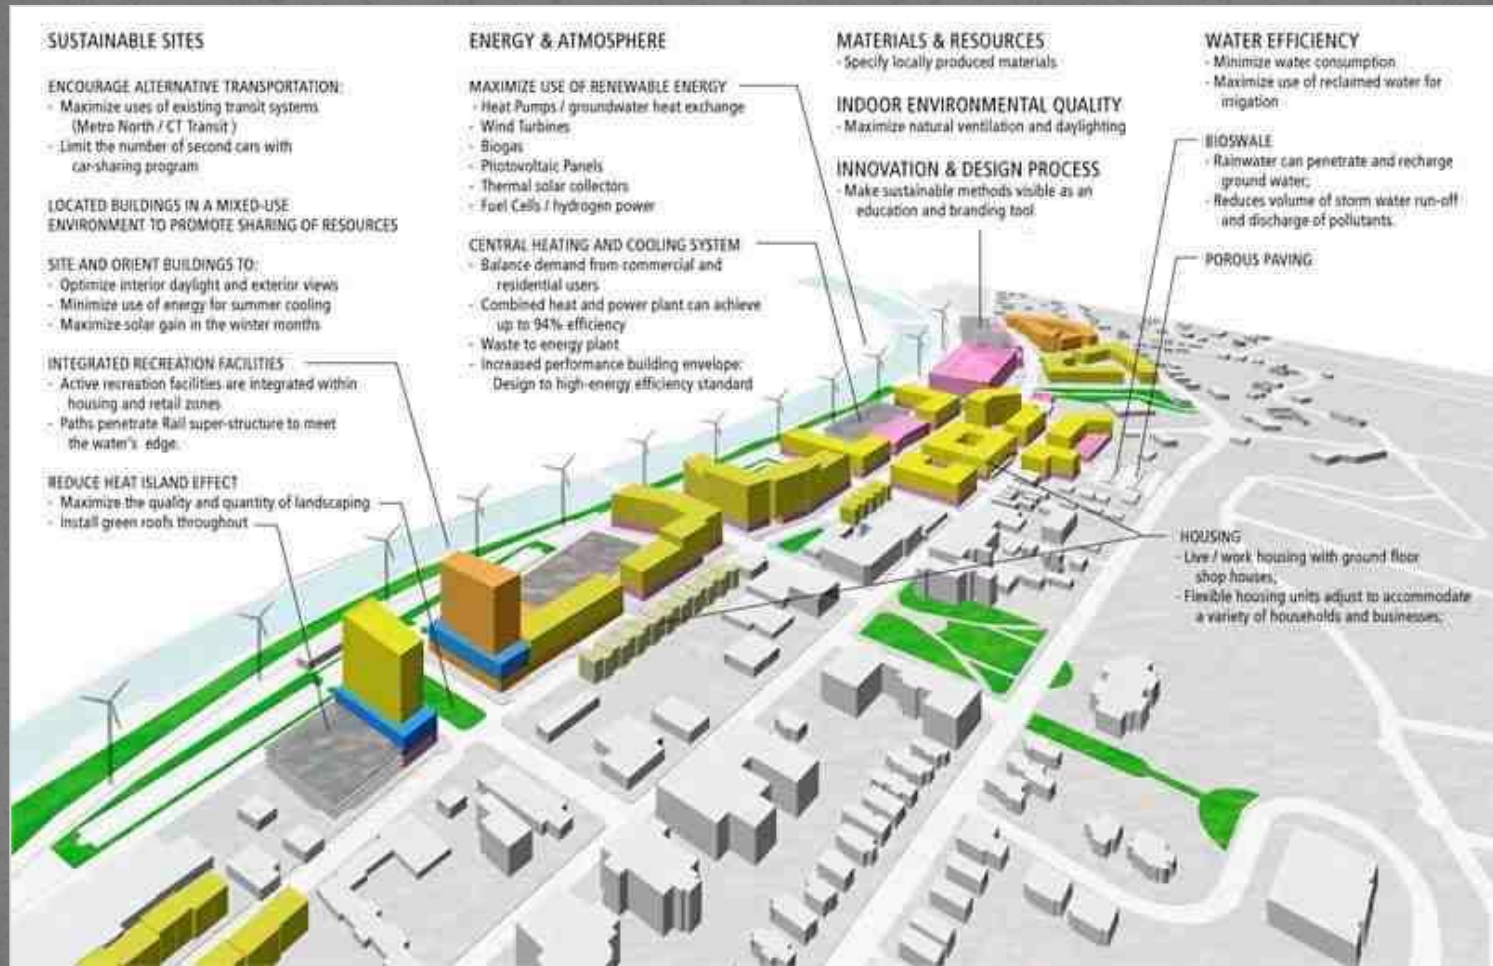 SUSTAINABLE SITES
ENCOURAGE ALTERNATIVE TRANSPORTATION:
- Maximize uses of existing transit systems
(Metro North / CT Transit )
- Limit the number of second cars with
car-sharing program
LOCATED BUILDINGS IN A MIXED-USE
ENVIRONMENT TO PROMOTE SHARING OF RESOURCES
SITE AND ORIENT BUILDINGS TO:
- Optimize interior daylight and exterior views
- Minimize use of energy for summer cooling
- Maximize solar gain in the winter months
INTEGRATED RECREATION FACILITIES
- Active recreation facilities are integrated within
housing and retail zones
- Paths penetrate Rail super-structure to meet
the water's edge.
REDUCE HEAT ISLAND EFFECT
- Maximize the quality and quantity of landscaping
- Install green roofs throughout
ENERGY & ATMOSPHERE
MAXIMIZE USE OF RENEWABLE ENERGY
- Heat Pumps / groundwater heat exchange
- Wind Turbines
- Biogas
- Photovoltaic Panels
- Thermal solar collectors
- Fuel Cells / hydrogen power
CENTRAL HEATING AND COOLING SYSTEM
- Balance demand from commercial and
residential users
- Combined heat and power plant can achieve
up to 94% efficiency
- Waste to energy plant
- Increased performance building envelope:
Design to high-energy efficiency standard
MATERIALS & RESOURCES
- Specify locally produced materials
INDOOR ENVIRONMENTAL QUALITY
- Maximize natural ventilation and daylighting
INNOVATION & DESIGN PROCESS
- Make sustainable methods visible as an
education and branding tool
WATER EFFICIENCY
- Minimize water consumption
- Maximize use of reclaimed water for
irrigation
BIOSWALE
- Rainwater can penetrate and recharge
ground water;
- Reduces volume of storm water run-off
and discharge of pollutants.
POROUS PAVING
HOUSING
- Live / work housing with ground floor
shop houses;
- Flexible housing units adjust to accommodate
a variety of households and businesses;